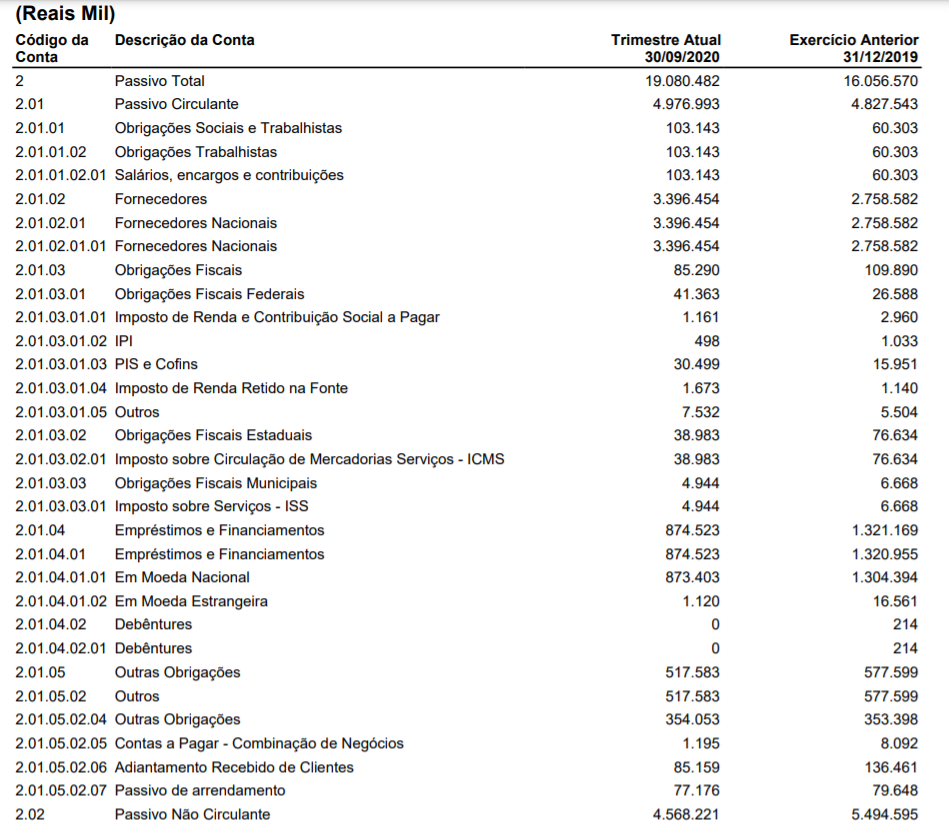 (Reais Mil)
Código da Conta Descrição da Conta Trimestre Atual 30/09/2020 Exercício Anterior 31/12/2019
2 Passivo Total 19.080.482 16.056.570
2.01 Passivo Circulante 4.976.993 4.827.543
2.01.01 Obrigações Sociais e Trabalhistas 103.143 60.303
2.01.01.02 Obrigações Trabalhistas 103.143 60.303
2.01.01.02.01 Salários, encargos e contribuições 103.143 60.303
2.01.02 Fornecedores 3.396.454 2.758.582
2.01.02.01 Fornecedores Nacionais 3.396.454 2.758.582
2.01.02.01.01 Fornecedores Nacionais 3.396.454 2.758.582
2.01.03 Obrigações Fiscais 85.290 109.890
2.01.03.01 Obrigações Fiscais Federais 41.363 26.588
2.01.03.01.01 Imposto de Renda e Contribuição Social a Pagar 1.161 2.960
2.01.03.01.02 IPI 498 1.033
2.01.03.01.03 PIS e Cofins 30.499 15.951
2.01.03.01.04 Imposto de Renda Retido na Fonte 1.673 1.140
2.01.03.01.05 Outros 7.532 5.504
2.01.03.02 Obrigações Fiscais Estaduais 38.983 76.634
2.01.03.02.01 Imposto sobre Circulação de Mercadorias Serviços - ICMS 38.983 76.634
2.01.03.03 Obrigações Fiscais Municipais 4.944 6.668
2.01.03.03.01 Imposto sobre Serviços - ISS 4.944 6.668
2.01.04 Empréstimos e Financiamentos 874.523 1.321.169
2.01.04.01 Empréstimos e Financiamentos 874.523 1.320.955
2.01.04.01.01 Em Moeda Nacional 873.403 1.304.394
2.01.04.01.02 Em Moeda Estrangeira 1.120 16.561
2.01.04.02 Debêntures 0 214
2.01.04.02.01 Debêntures 0 214
2.01.05 Outras Obrigações 517.583 577.599
2.01.05.02 Outros 517.583 577.599
2.01.05.02.04 Outras Obrigações 354.053 353.398
2.01.05.02.05 Contas a Pagar - Combinação de Negócios 1.195 8.092
2.01.05.02.06 Adiantamento Recebido de Clientes 85.159 136.461
2.01.05.02.07 Passivo de arrendamento 77.176 79.648
2.02 Passivo Não Circulante 4.568.221 5.494.595